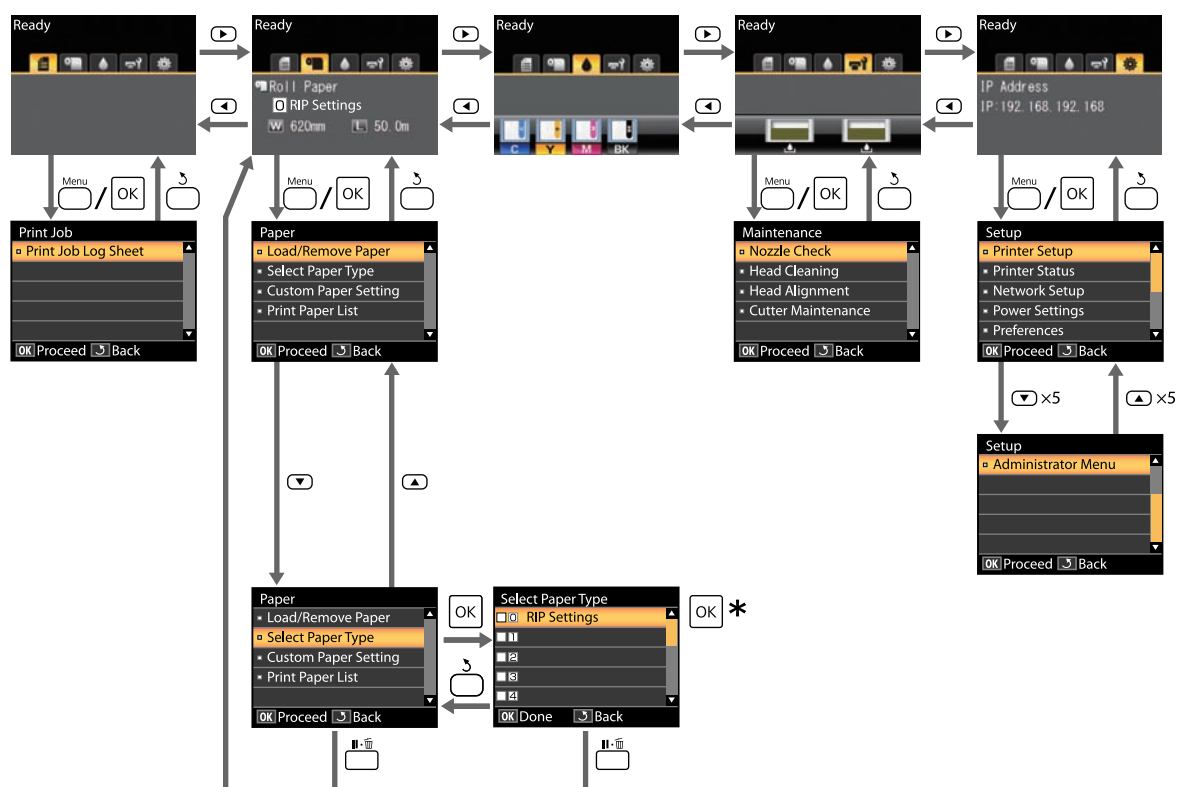 Ready
Ready
Ready
Ready
Ready
Roll Paper
0 RIP Settings
W 620mm L 50.0m
C Y M BK
IP Address
IP:192.168.192.168
Menu / OK
Menu / OK
Menu / OK
Menu / OK
Print Job
Print Job Log Sheet
OK Proceed Back
Paper
Load/Remove Paper
Select Paper Type
Custom Paper Setting
Print Paper List
OK Proceed Back
Maintenance
Nozzle Check
Head Cleaning
Head Alignment
Cutter Maintenance
OK Proceed Back
Setup
Printer Setup
Printer Status
Network Setup
Power Settings
Preferences
OK Proceed Back
×5
×5
Setup
Administrator Menu
OK Proceed Back
Paper
Load/Remove Paper
Select Paper Type
Custom Paper Setting
Print Paper List
OK Proceed Back
OK
Select Paper Type
0 RIP Settings
1
2
3
4
OK Done Back
OK *